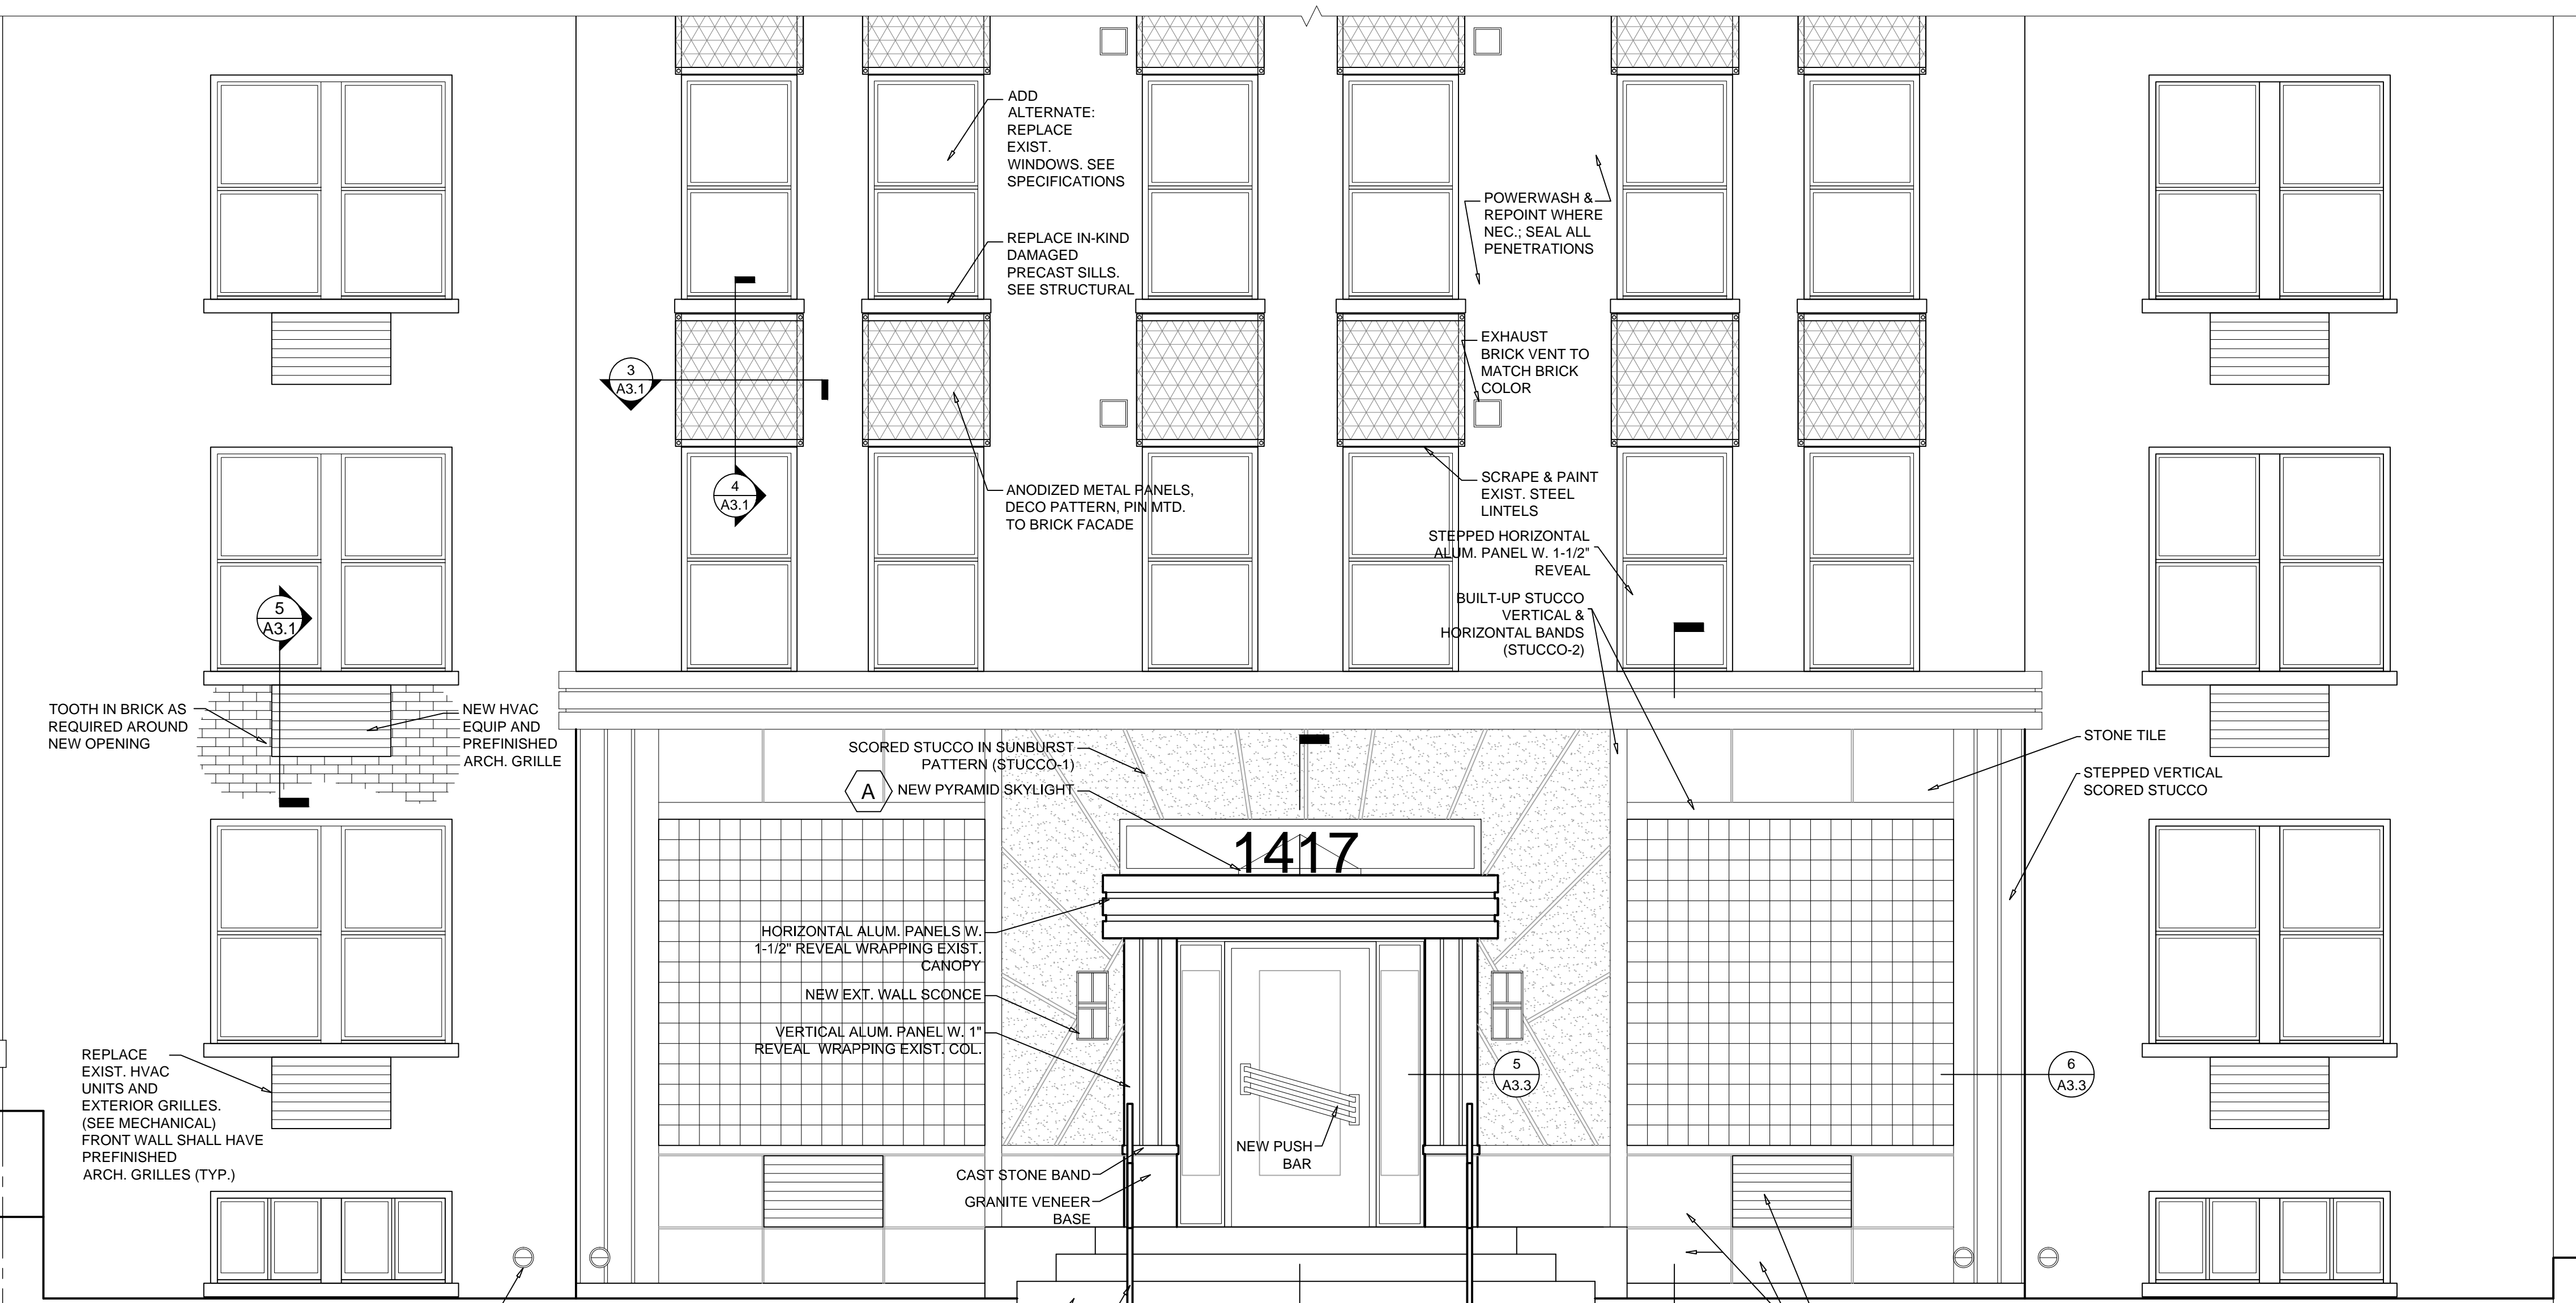 ADD
ALTERNATE:
REPLACE
EXIST.
WINDOWS. SEE
SPECIFICATIONS
REPLACE IN-KIND
DAMAGED
PRECAST SILLS.
SEE STRUCTURAL
POWERWASH &
REPOINT WHERE
NEC.; SEAL ALL
PENETRATIONS
EXHAUST
BRICK VENT TO
MATCH BRICK
COLOR
3
A3.1
4
A3.1
ANODIZED METAL PANELS,
DECO PATTERN, PIN MTD.
TO BRICK FACADE
SCRAPE & PAINT
EXIST. STEEL
LINTELS
STEPPED HORIZONTAL
ALUM. PANEL W. 1-1/2"
REVEAL
BUILT-UP STUCCO
VERTICAL &
HORIZONTAL BANDS
(STUCCO-2)
5
A3.1
TOOTH IN BRICK AS
REQUIRED AROUND
NEW OPENING
NEW HVAC
EQUIP AND
PREFINISHED
ARCH. GRILLE
SCORED STUCCO IN SUNBURST
PATTERN (STUCCO-1)
A
NEW PYRAMID SKYLIGHT
STONE TILE
STEPPED VERTICAL
SCORED STUCCO
1417
HORIZONTAL ALUM. PANELS W.
1-1/2" REVEAL WRAPPING EXIST.
CANOPY
NEW EXT. WALL SCONCE
VERTICAL ALUM. PANEL W. 1"
REVEAL WRAPPING EXIST. COL.
5
A3.3
6
A3.3
REPLACE
EXIST. HVAC
UNITS AND
EXTERIOR GRILLES.
(SEE MECHANICAL)
FRONT WALL SHALL HAVE
PREFINISHED
ARCH. GRILLES (TYP.)
NEW PUSH
BAR
CAST STONE BAND
GRANITE VENEER
BASE